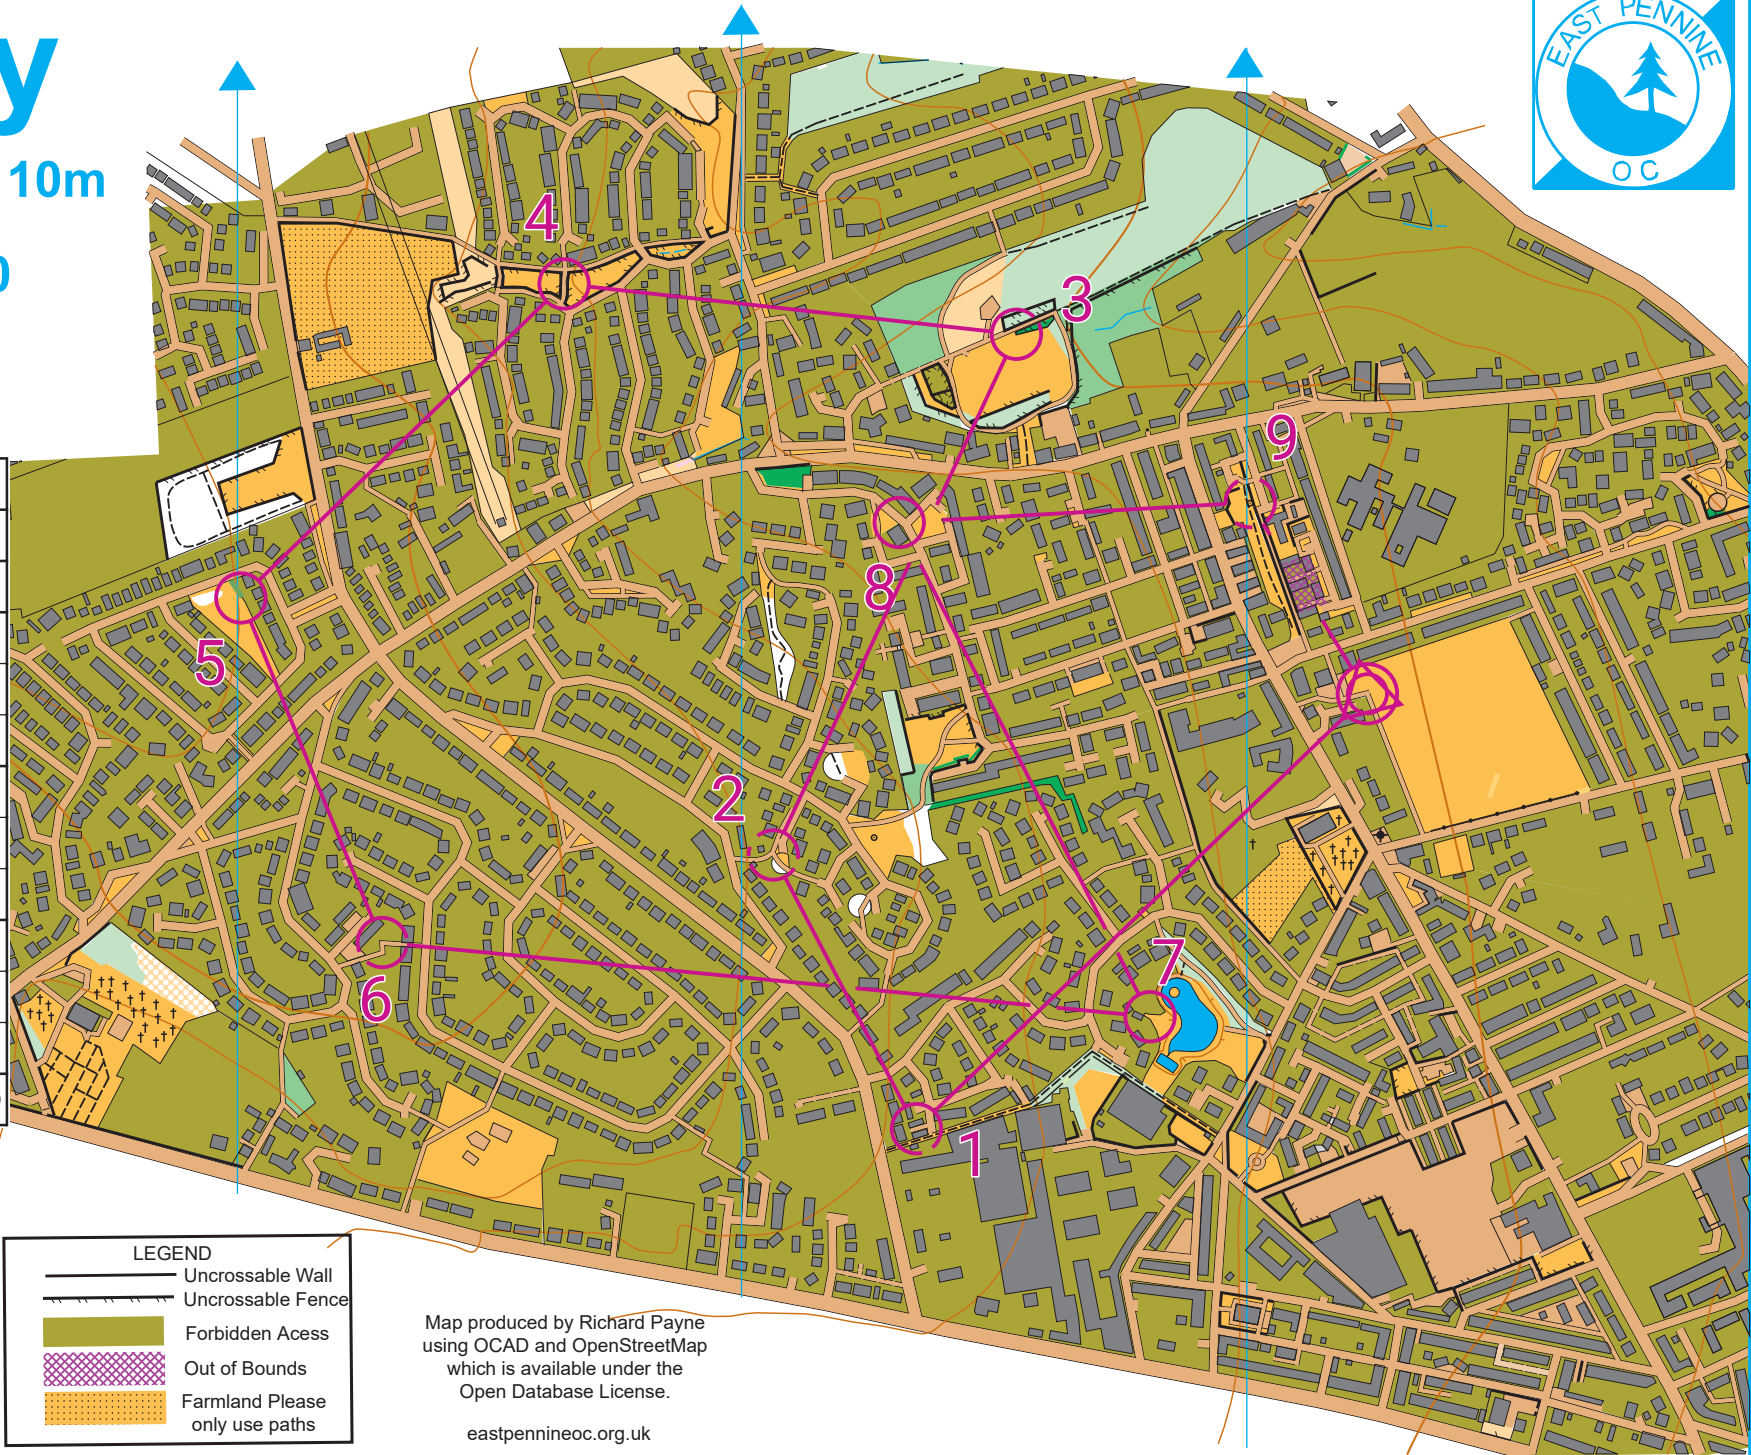 y
10m
0
EAST PENNINE
OC
4
3
9
8
5
2
7
6
1
LEGEND
Uncrossable Wall
Uncrossable Fence
Forbidden Acess
Out of Bounds
Farmland Please
only use paths
Map produced by Richard Payne
using OCAD and OpenStreetMap
which is available under the
Open Database License.
eastpennineoc.org.uk